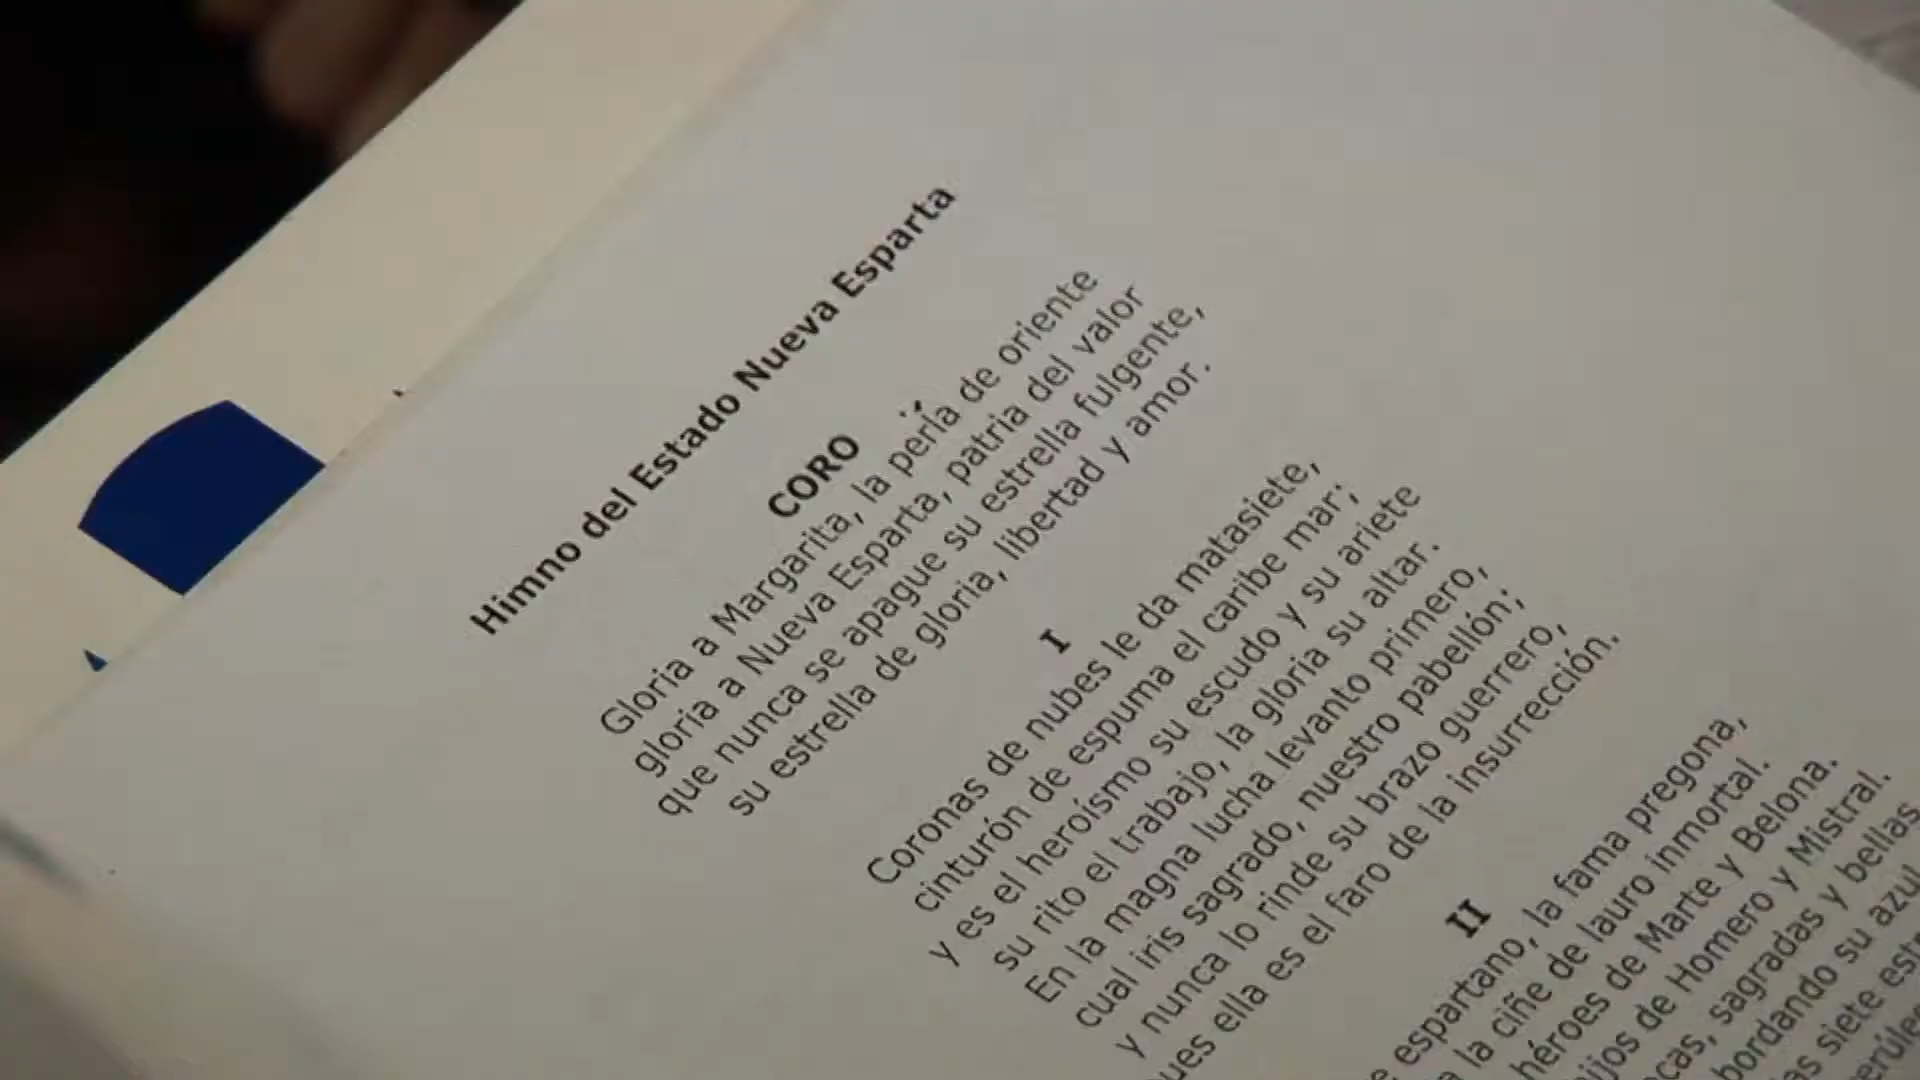 Himno del Estado Nueva Esparta
CORO
Gloria a Margarita, la perla de oriente
gloria a Nueva Esparta, patria del valor
que nunca se apague su estrella fulgente,
su estrella de gloria, libertad y amor.
I
Coronas de nubes le da matasiete,
cinturón de espuma el caribe mar;
y es el heroísmo su escudo y su ariete
su rito el trabajo, la gloria su altar.
En la magna lucha levanto primero,
cual iris sagrado, nuestro pabellón;
y nunca lo rinde su brazo guerrero,
ella es el faro de la insurrección.
II
espartano, la fama pregona,
la ciñe de lauro inmortal.
héroes de Marte y Belona.
de Homero y Mistral.
sagradas y bellas
bordando su azul
siete